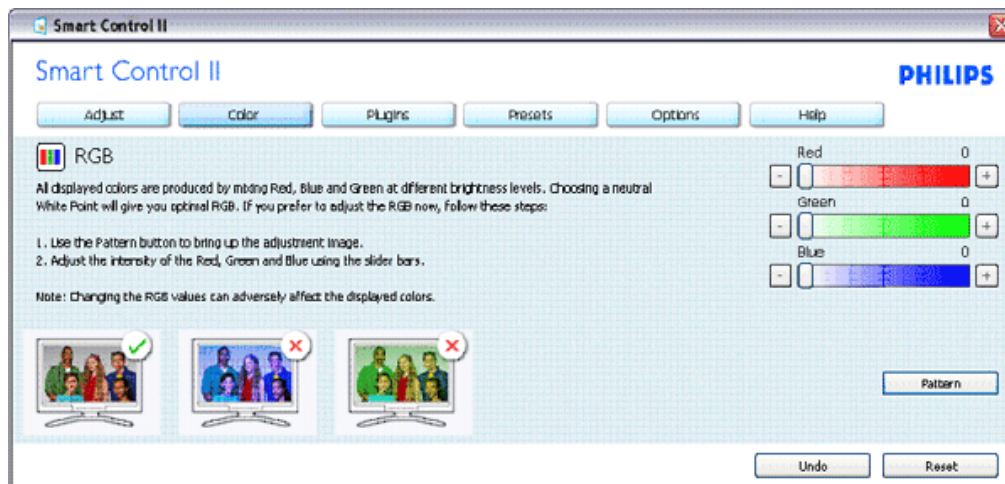 Smart Control II
Smart Control II
PHILIPS
Adjust Color Plugins Presets Options Help
RGB
All displayed colors are produced by mixing Red, Blue and Green at different brightness levels. Choosing a neutral
White Point will give you optimal RGB. If you prefer to adjust the RGB now, follow these steps:
1. Use the Pattern button to bring up the adjustment image.
2. Adjust the intensity of the Red, Green and Blue using the slider bars.
Note: Changing the RGB values can adversely affect the displayed colors.
Red 0
- +
Green 0
- +
Blue 0
- +
Pattern
Undo Reset